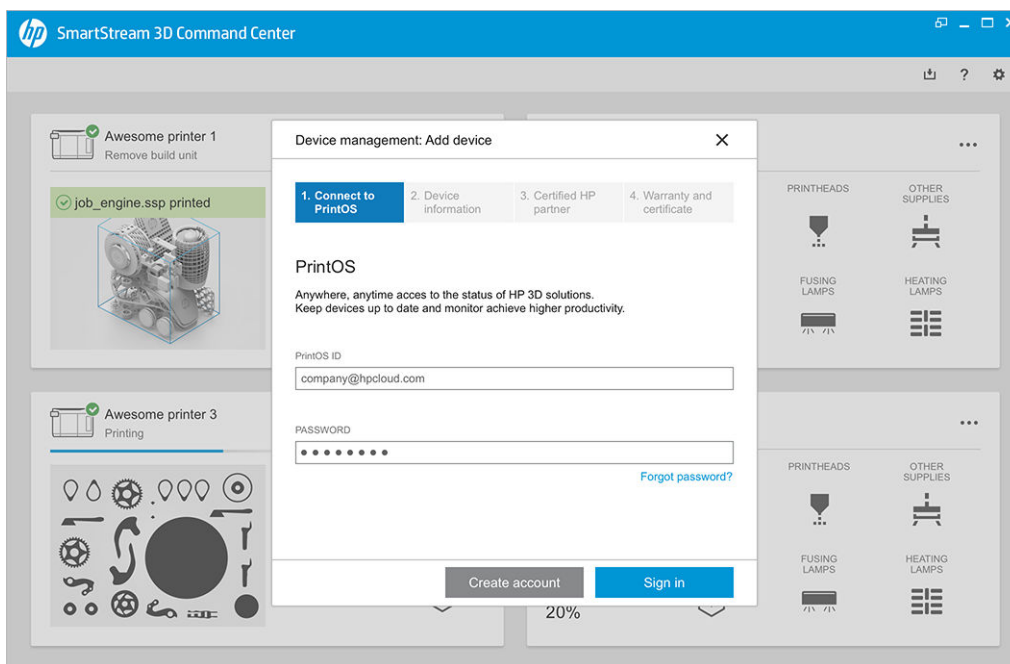 hp SmartStream 3D Command Center
Awesome printer 1
Remove build unit
job_engine.ssp printed
Device management: Add device
1. Connect to
PrintOS
2. Device
information
3. Certified HP
partner
4. Warranty and
certificate
PrintOS
Anywhere, anytime acces to the status of HP 3D solutions.
Keep devices up to date and monitor achieve higher productivity.
PrintOS ID
company@hpcloud.com
PASSWORD
Forgot password?
Create account
Sign in
PRINTHEADS
OTHER
SUPPLIES
FUSING
LAMPS
HEATING
LAMPS
Awesome printer 3
Printing
PRINTHEADS
OTHER
SUPPLIES
FUSING
LAMPS
HEATING
LAMPS
20%